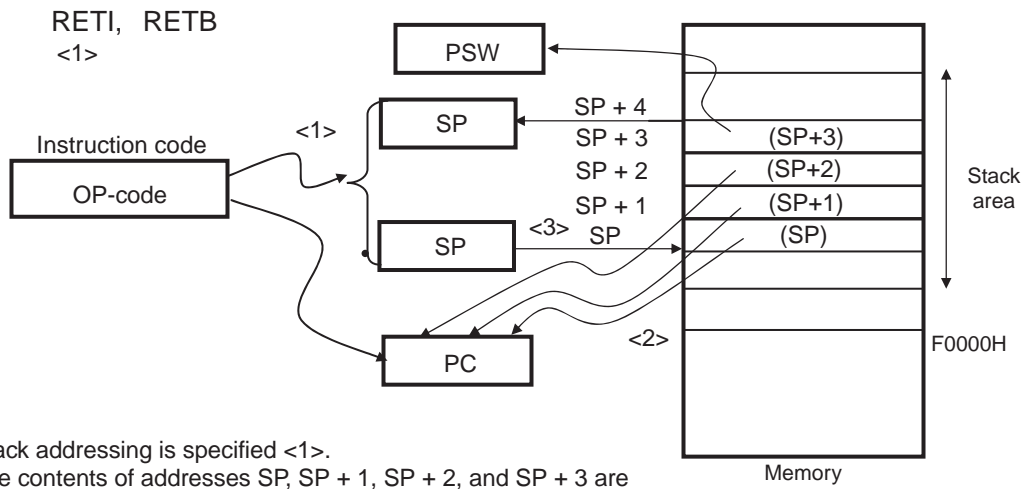 RETI, RETB
<1>
PSW
SP + 4
<1>
SP
SP + 3
(SP+3)
Instruction code
SP + 2
(SP+2)
Stack
area
OP-code
SP + 1
(SP+1)
<3>
SP
SP
(SP)
<2>
F0000H
PC
ack addressing is specified <1>.
e contents of addresses SP, SP + 1, SP + 2, and SP + 3 are
Memory